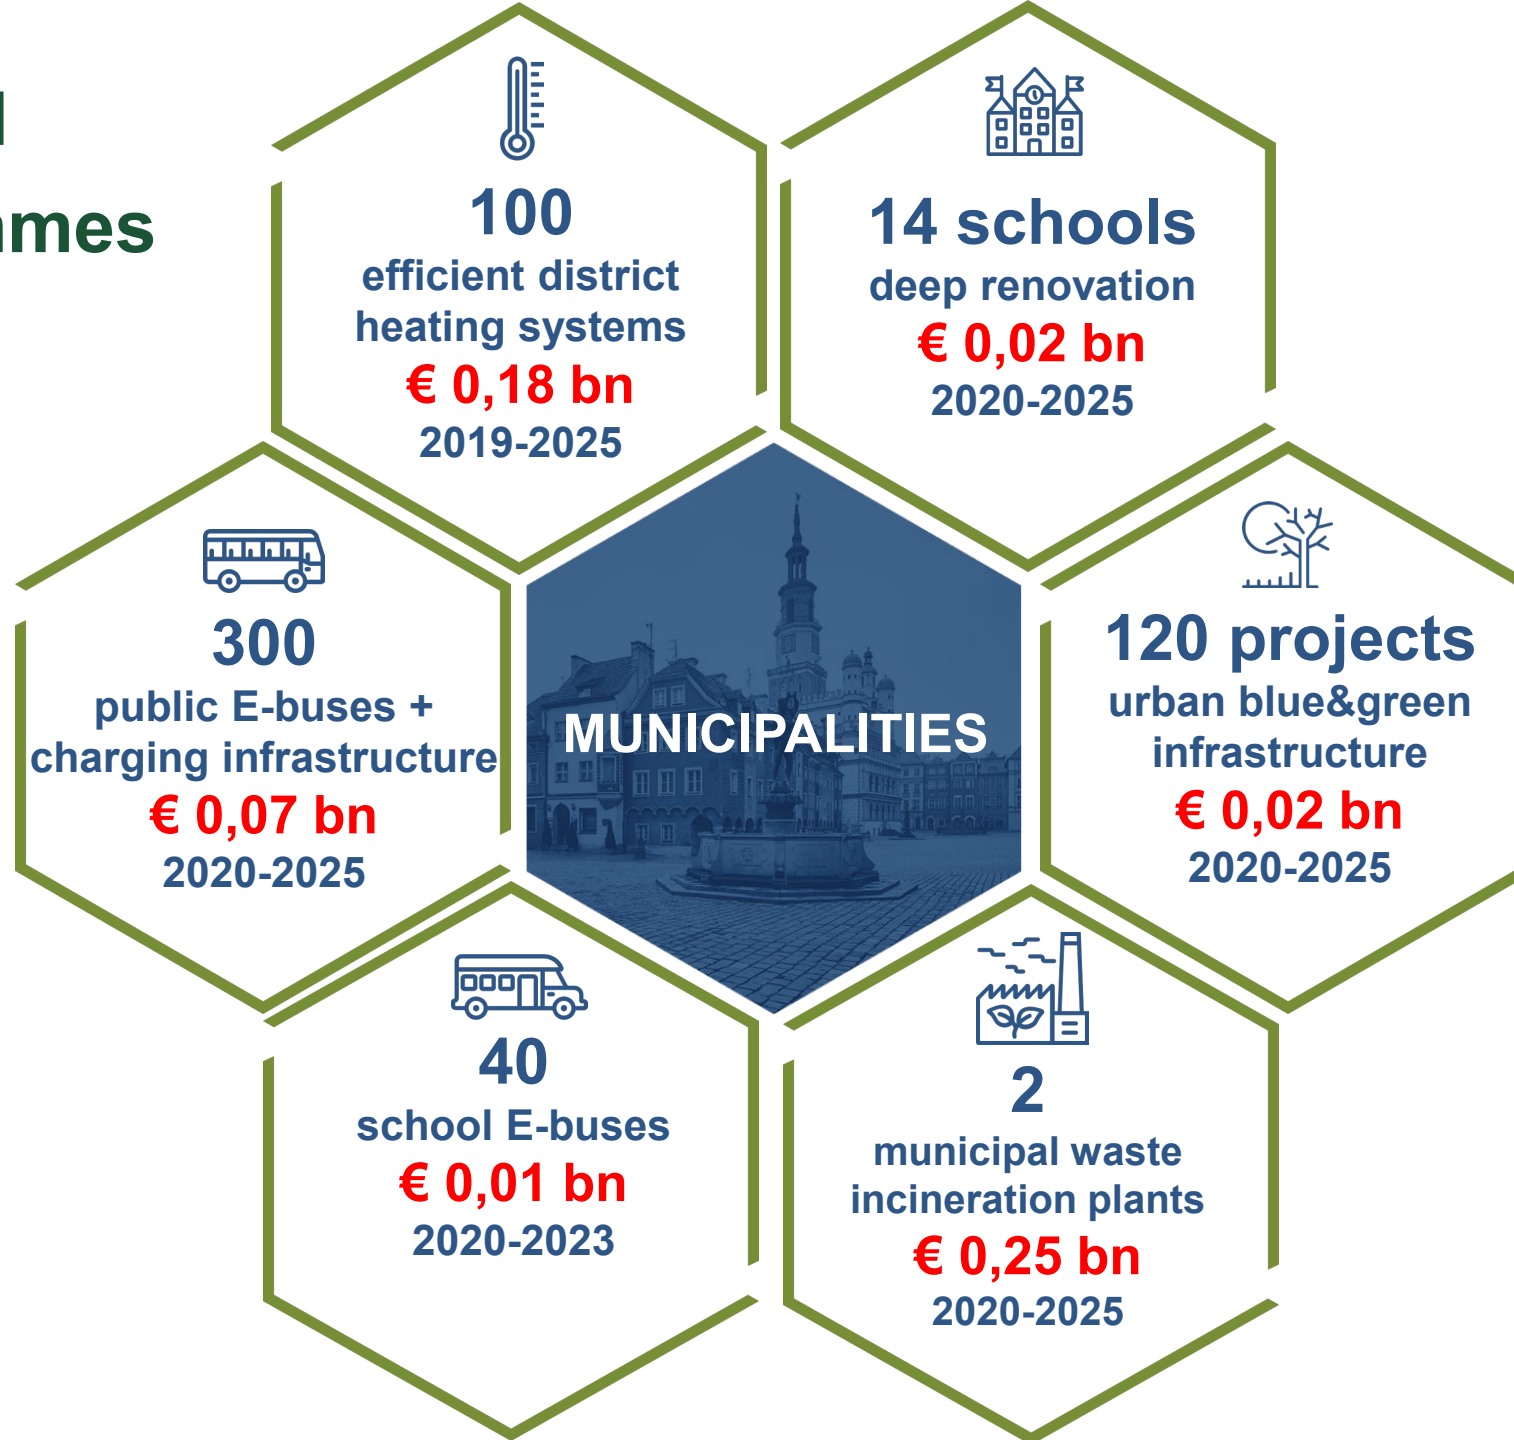 100
efficient district
heating systems
€ 0,18 bn
2019-2025
14 schools
deep renovation
€ 0,02 bn
2020-2025
300
public E-buses +
charging infrastructure
€ 0,07 bn
2020-2025
MUNICIPALITIES
120 projects
urban blue&green
infrastructure
€ 0,02 bn
2020-2025
40
school E-buses
€ 0,01 bn
2020-2023
2
municipal waste
incineration plants
€ 0,25 bn
2020-2025